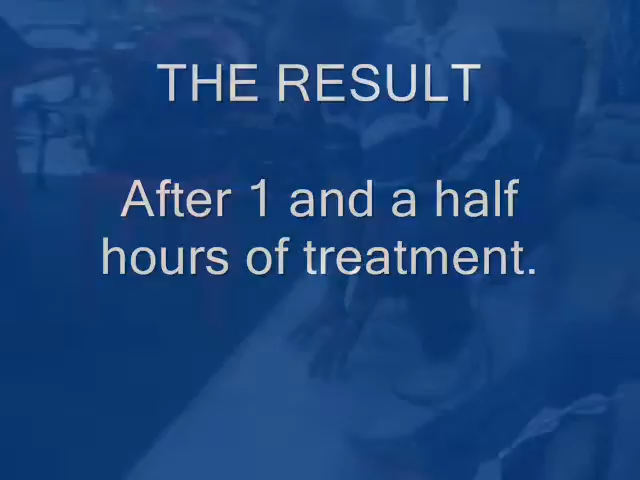 THE RESULT
After 1 and a half
hours of treatment.